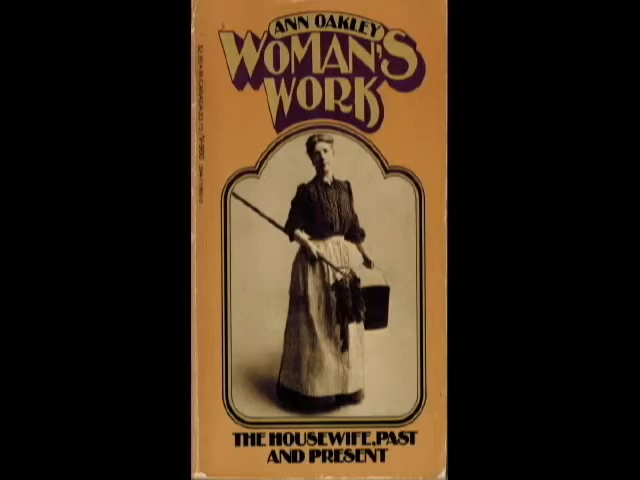 ANN OAKLEY
WOMAN'S
WORK
THE HOUSEWIFE, PAST
AND PRESENT